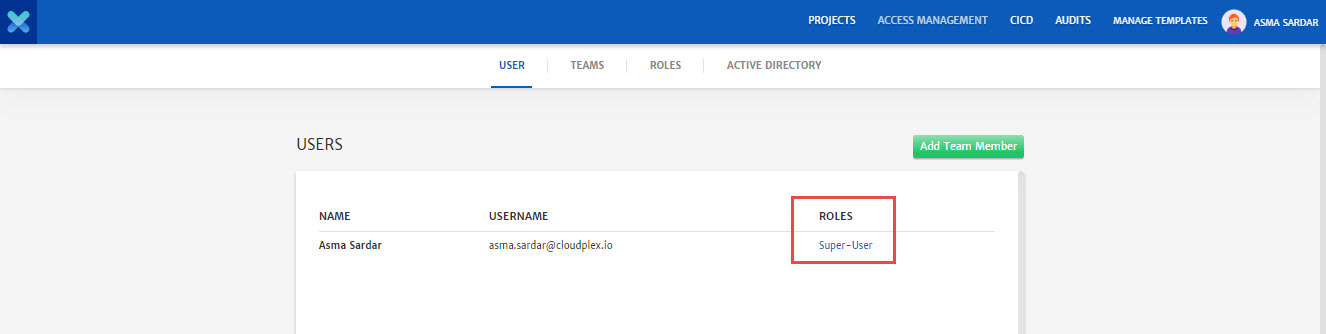 PROJECTS ACCESS MANAGEMENT CICD AUDITS MANAGE TEMPLATES ASMA SARDAR
USER TEAMS ROLES ACTIVE DIRECTORY
USERS Add Team Member
NAME USERNAME ROLES
Asma Sardar asma.sardar@cloudplex.io Super-User